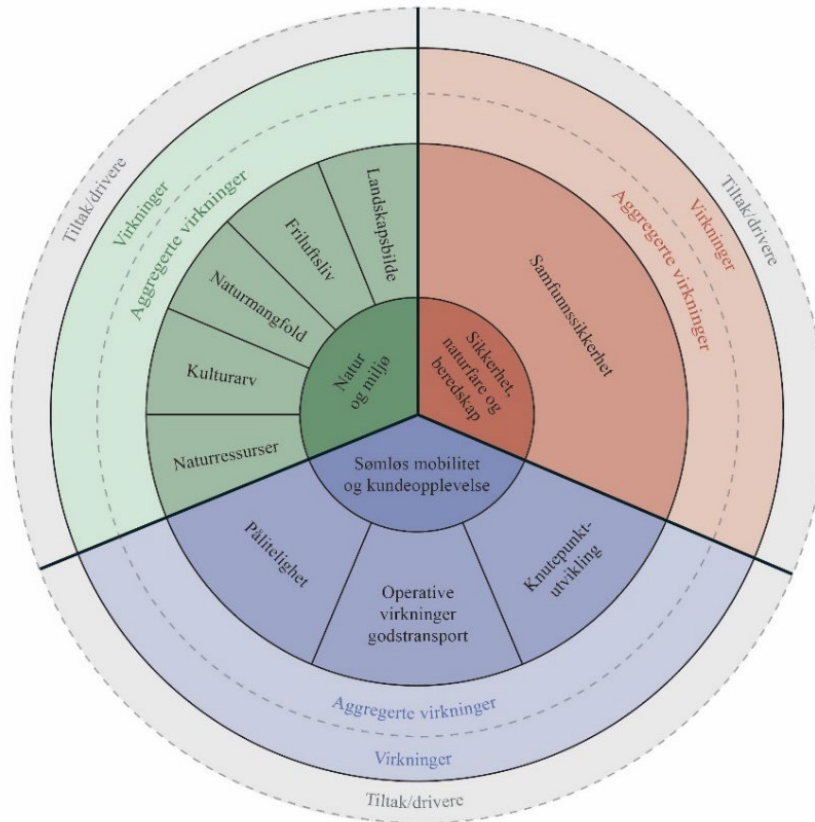 Tiltak/drivere
Virkninger
Aggregerte virkninger
Landskapsbilde
Friluftsliv
Naturmangfold
Kulturarv
Naturressurser
Natur
og miljø
Tiltak/drivere
Virkninger
Aggregerte virkninger
Samfunnssikkerhet
Sikkerhet,
naturfare og
beredskap
Sømløs mobilitet
og kundeopplevelse
Pålitelighet
Operative
virkninger
godstransport
Knutepunkt-
utvikling
Aggregerte virkninger
Virkninger
Tiltak/drivere